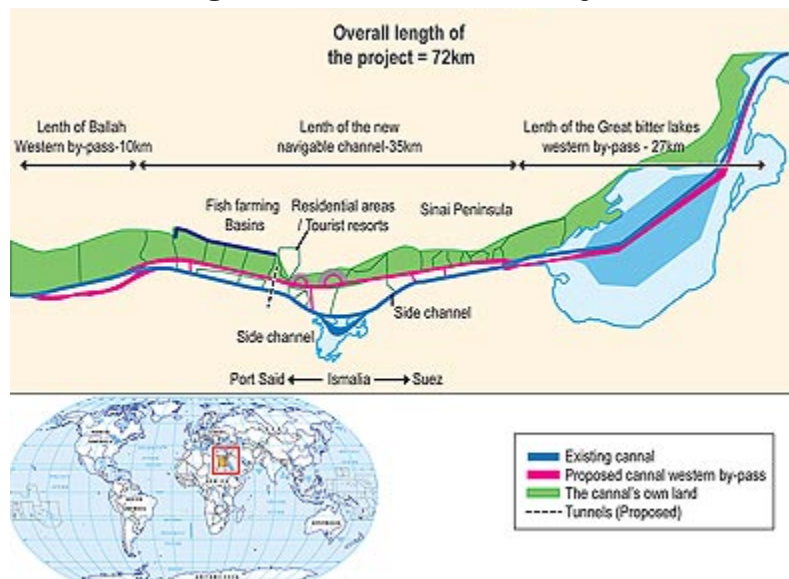 Overall length of
the project = 72km
Lenth of Ballah
Western by-pass-10km
Lenth of the new
navigable channel-35km
Lenth of the Great bitter lakes
western by-pass - 27km
Fish farming
Basins
Residential areas
/ Tourist resorts
Sinai Peninsula
Side channel
Side channel
Port Said
Ismalia
Suez
Existing cannal
Proposed cannal western by-pass
The cannal's own land
Tunnels (Proposed)